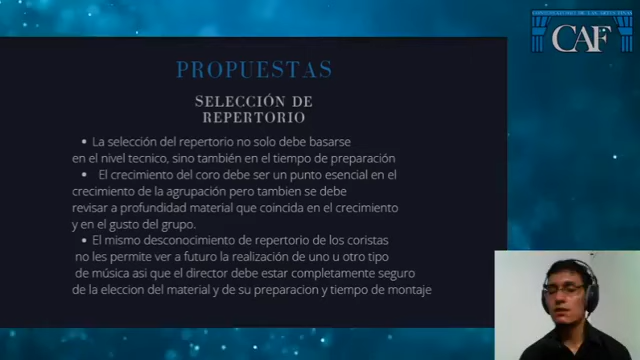 CAF
PROPUESTAS
SELECCIÓN DE
REPERTORIO
• La selección del repertorio no solo debe basarse
en el nivel tecnico, sino también en el tiempo de preparación
• El crecimiento del coro debe ser un punto esencial en el
crecimiento de la agrupación pero tambien se debe
revisar a profundidad material que coincida en el crecimiento
y en el gusto del grupo.
• El mismo desconocimiento de repertorio de los coristas
no les permite ver a futuro la realización de uno u otro tipo
de música asi que el director debe estar completamente seguro
de la eleccion del material y de su preparacion y tiempo de montaje